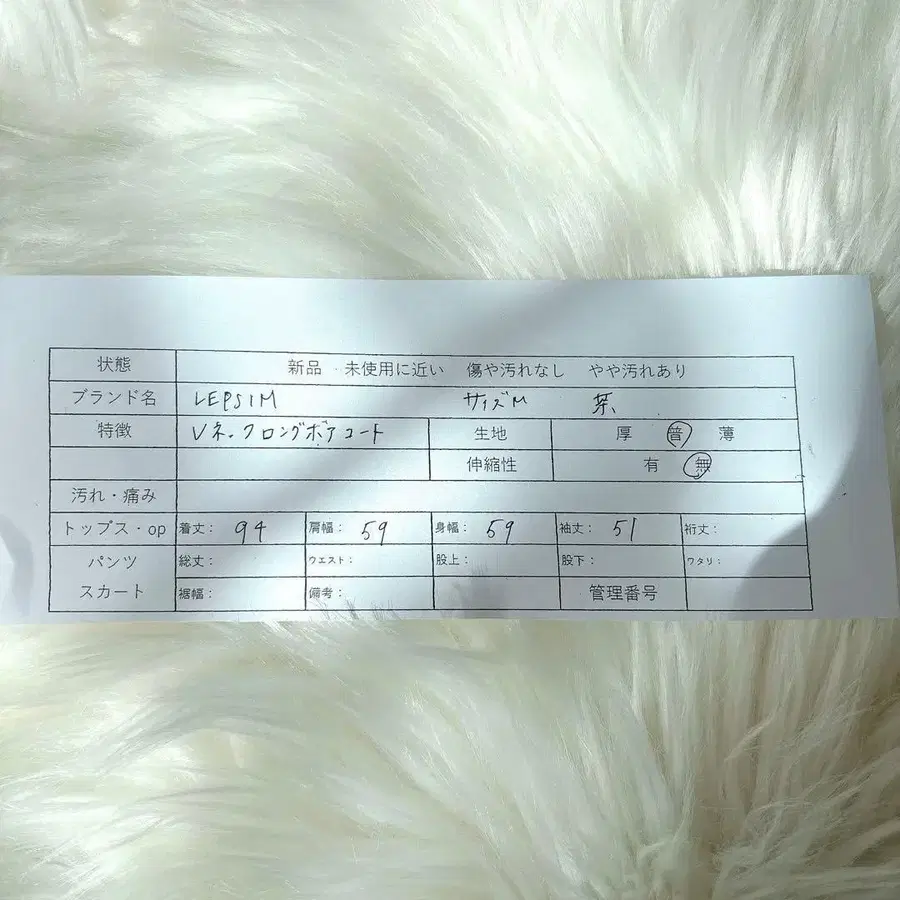 状態 新品 未使用に近い 傷や汚れなし やや汚れあり
ブランド名 LEPSIM サイズM 茶
特徴 Vネックロングボアコート 生地 厚 普 薄
伸縮性 有 無
汚れ・痛み
トップス・op 着丈： 94 肩幅： 59 身幅： 59 袖丈： 51 裄丈：
パンツ 総丈： ウエスト： 股上： 股下： ワタリ：
スカート 裾幅： 備考： 管理番号